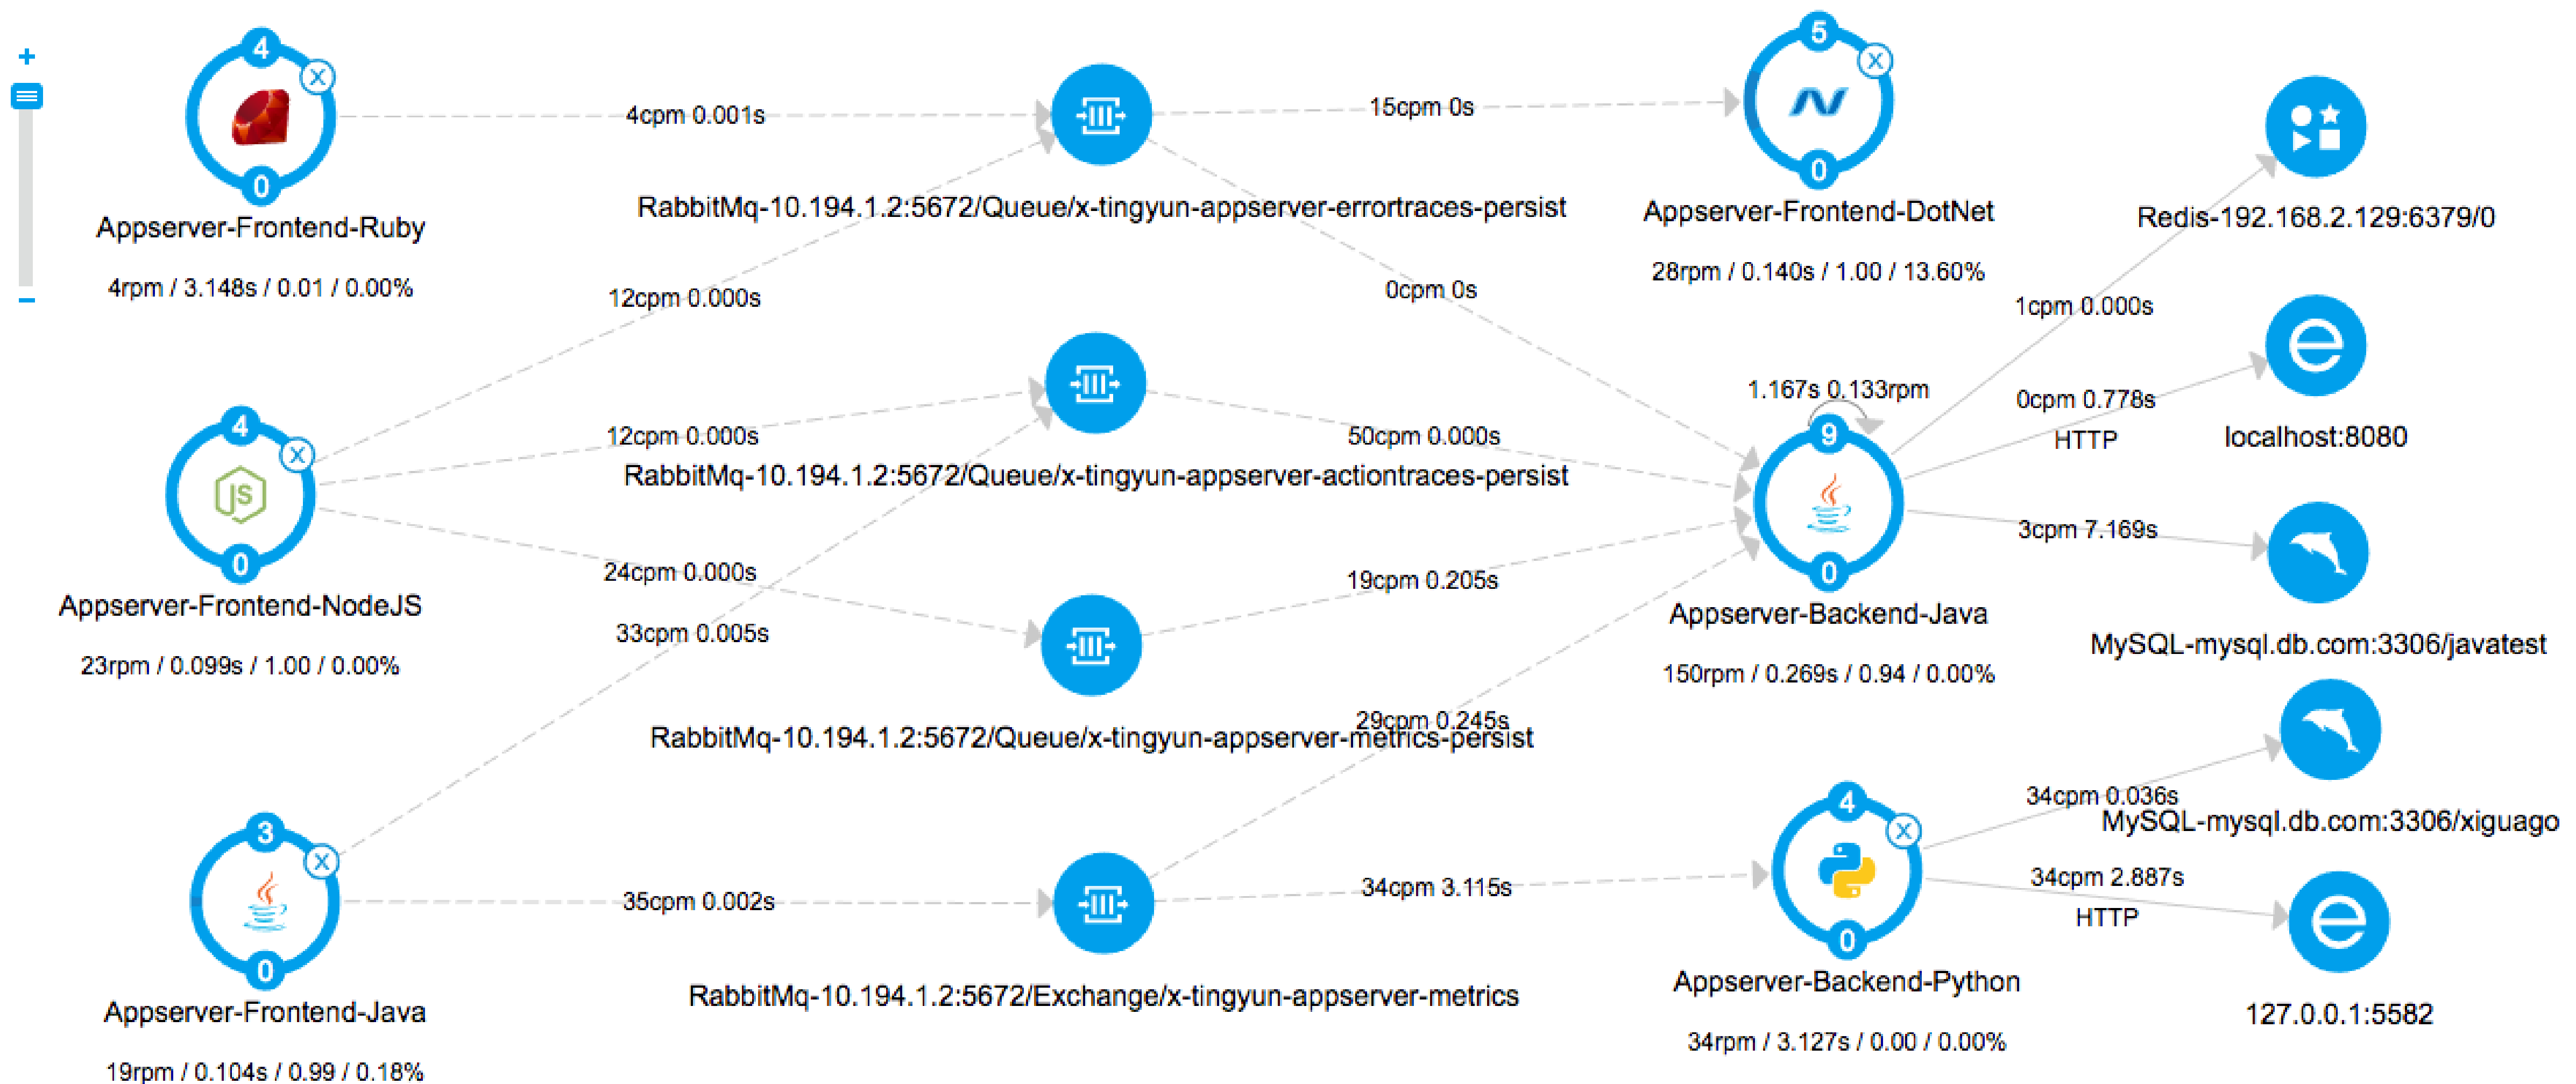 +
−
4
X
0
Appserver-Frontend-Ruby
4rpm / 3.148s / 0.01 / 0.00%
4cpm 0.001s
RabbitMq-10.194.1.2:5672/Queue/x-tingyun-appserver-errortraces-persist
15cpm 0s
5
X
0
Appserver-Frontend-DotNet
28rpm / 0.140s / 1.00 / 13.60%
Redis-192.168.2.129:6379/0
12cpm 0.000s
0cpm 0s
1cpm 0.000s
4
X
JS
0
Appserver-Frontend-NodeJS
23rpm / 0.099s / 1.00 / 0.00%
12cpm 0.000s
RabbitMq-10.194.1.2:5672/Queue/x-tingyun-appserver-actiontraces-persist
50cpm 0.000s
1.167s 0.133rpm
9
0
Appserver-Backend-Java
150rpm / 0.269s / 0.94 / 0.00%
0cpm 0.778s
HTTP
localhost:8080
3cpm 7.169s
MySQL-mysql.db.com:3306/javatest
24cpm 0.000s
19cpm 0.205s
33cpm 0.005s
RabbitMq-10.194.1.2:5672/Queue/x-tingyun-appserver-metrics-persist
29cpm 0.245s
3
X
0
Appserver-Frontend-Java
19rpm / 0.104s / 0.99 / 0.18%
35cpm 0.002s
RabbitMq-10.194.1.2:5672/Exchange/x-tingyun-appserver-metrics
34cpm 3.115s
4
X
0
Appserver-Backend-Python
34rpm / 3.127s / 0.00 / 0.00%
34cpm 0.036s
MySQL-mysql.db.com:3306/xiguago
34cpm 2.887s
HTTP
127.0.0.1:5582